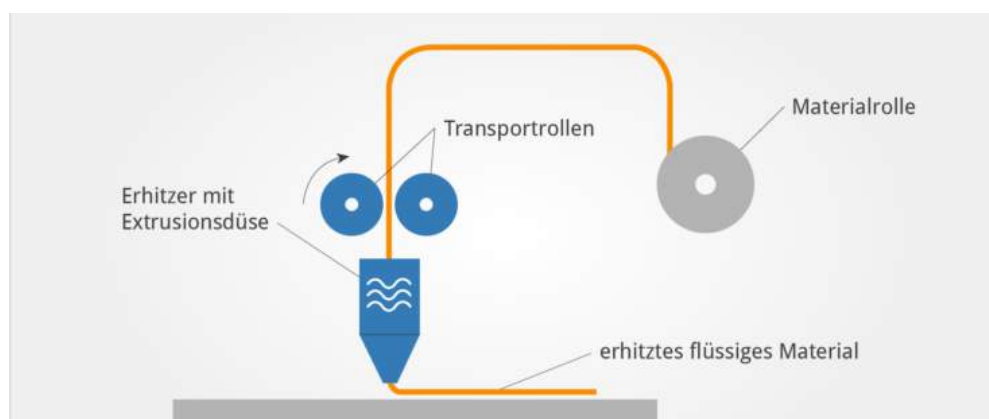 Materialrolle
Transportrollen
Erhitzer mit
Extrusionsdüse
erhitztes flüssiges Material